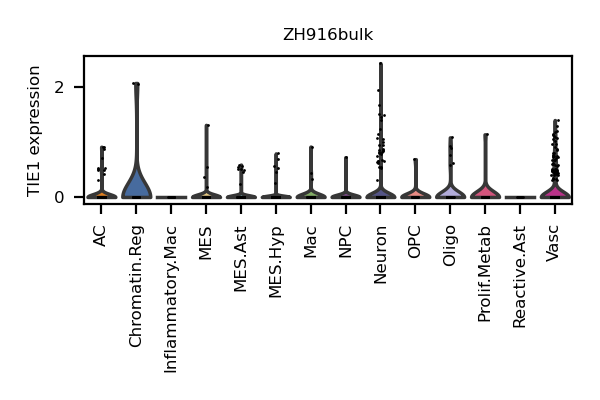 ZH916bulk
TIE1 expression
2
0
AC
Chromatin.Reg
Inflammatory.Mac
MES
MES.Ast
MES.Hyp
Mac
NPC
Neuron
OPC
Oligo
Prolif.Metab
Reactive.Ast
Vasc